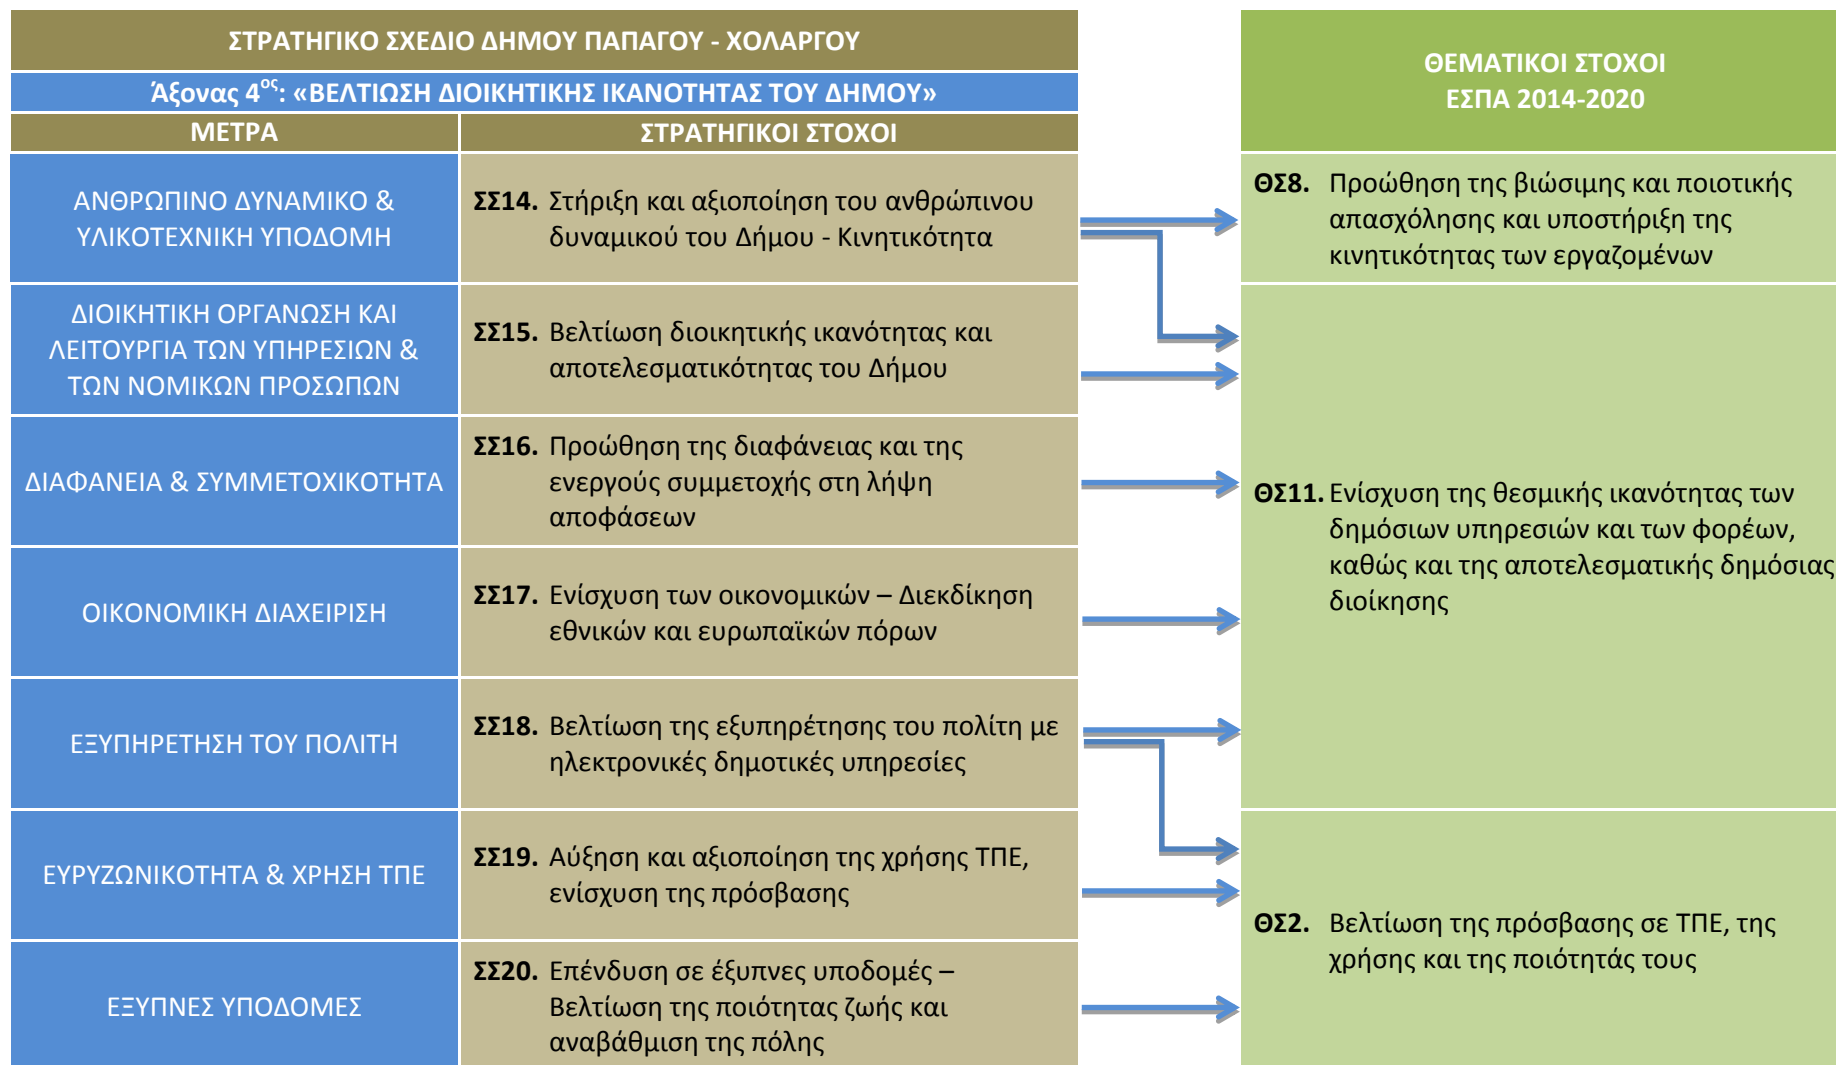 ΣΤΡΑΤΗΓΙΚΟ ΣΧΕΔΙΟ ΔΗΜΟΥ ΠΑΠΑΓΟΥ - ΧΟΛΑΡΓΟΥ
Άξονας 4ος: «ΒΕΛΤΙΩΣΗ ΔΙΟΙΚΗΤΙΚΗΣ ΙΚΑΝΟΤΗΤΑΣ ΤΟΥ ΔΗΜΟΥ»
ΜΕΤΡΑ
ΣΤΡΑΤΗΓΙΚΟΙ ΣΤΟΧΟΙ
ΘΕΜΑΤΙΚΟΙ ΣΤΟΧΟΙ
ΕΣΠΑ 2014-2020
ΑΝΘΡΩΠΙΝΟ ΔΥΝΑΜΙΚΟ &
ΥΛΙΚΟΤΕΧΝΙΚΗ ΥΠΟΔΟΜΗ
ΣΣ14. Στήριξη και αξιοποίηση του ανθρώπινου
δυναμικού του Δήμου - Κινητικότητα
ΘΣ8. Προώθηση της βιώσιμης και ποιοτικής
απασχόλησης και υποστήριξη της
κινητικότητας των εργαζομένων
ΔΙΟΙΚΗΤΙΚΗ ΟΡΓΑΝΩΣΗ ΚΑΙ
ΛΕΙΤΟΥΡΓΙΑ ΤΩΝ ΥΠΗΡΕΣΙΩΝ &
ΤΩΝ ΝΟΜΙΚΩΝ ΠΡΟΣΩΠΩΝ
ΣΣ15. Βελτίωση διοικητικής ικανότητας και
αποτελεσματικότητας του Δήμου
ΔΙΑΦΑΝΕΙΑ & ΣΥΜΜΕΤΟΧΙΚΟΤΗΤΑ
ΣΣ16. Προώθηση της διαφάνειας και της
ενεργούς συμμετοχής στη λήψη
αποφάσεων
ΘΣ11. Ενίσχυση της θεσμικής ικανότητας των
δημόσιων υπηρεσιών και των φορέων,
καθώς και της αποτελεσματικής δημόσιας
διοίκησης
ΟΙΚΟΝΟΜΙΚΗ ΔΙΑΧΕΙΡΙΣΗ
ΣΣ17. Ενίσχυση των οικονομικών – Διεκδίκηση
εθνικών και ευρωπαϊκών πόρων
ΕΞΥΠΗΡΕΤΗΣΗ ΤΟΥ ΠΟΛΙΤΗ
ΣΣ18. Βελτίωση της εξυπηρέτησης του πολίτη με
ηλεκτρονικές δημοτικές υπηρεσίες
ΕΥΡΥΖΩΝΙΚΟΤΗΤΑ & ΧΡΗΣΗ ΤΠΕ
ΣΣ19. Αύξηση και αξιοποίηση της χρήσης ΤΠΕ,
ενίσχυση της πρόσβασης
ΘΣ2. Βελτίωση της πρόσβασης σε ΤΠΕ, της
χρήσης και της ποιότητάς τους
ΕΞΥΠΝΕΣ ΥΠΟΔΟΜΕΣ
ΣΣ20. Επένδυση σε έξυπνες υποδομές –
Βελτίωση της ποιότητας ζωής και
αναβάθμιση της πόλης